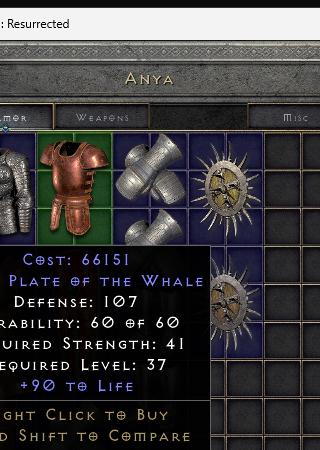 : Resurrected
Anya
Weapons
Misc
Cost: 66151
Plate of the Whale
Defense: 107
60 of 60
Required Strength: 41
Required Level: 37
+90 to Life
Right Click to Buy
Shift to Compare